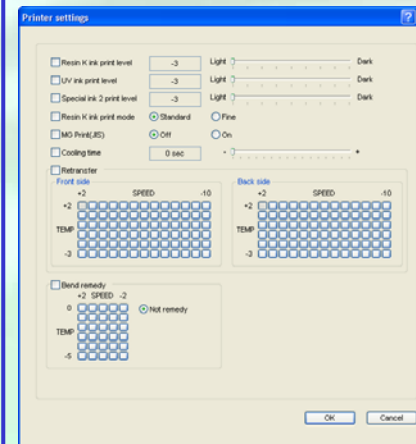 Printer settings
?
Resin K ink print level -3 Light Dark
UV ink print level -3 Light Dark
Special ink 2 print level -3 Light Dark
Resin K ink print mode Standard Fine
MG Print(JIS) Off On
Cooling time 0 sec - +
Retransfer
Front side Back side
+2 SPEED -10 +2 SPEED -10
+2 +2
TEMP TEMP
-3 -3
Bend remedy
+2 SPEED -2
0 Not remedy
TEMP
-5
OK Cancel